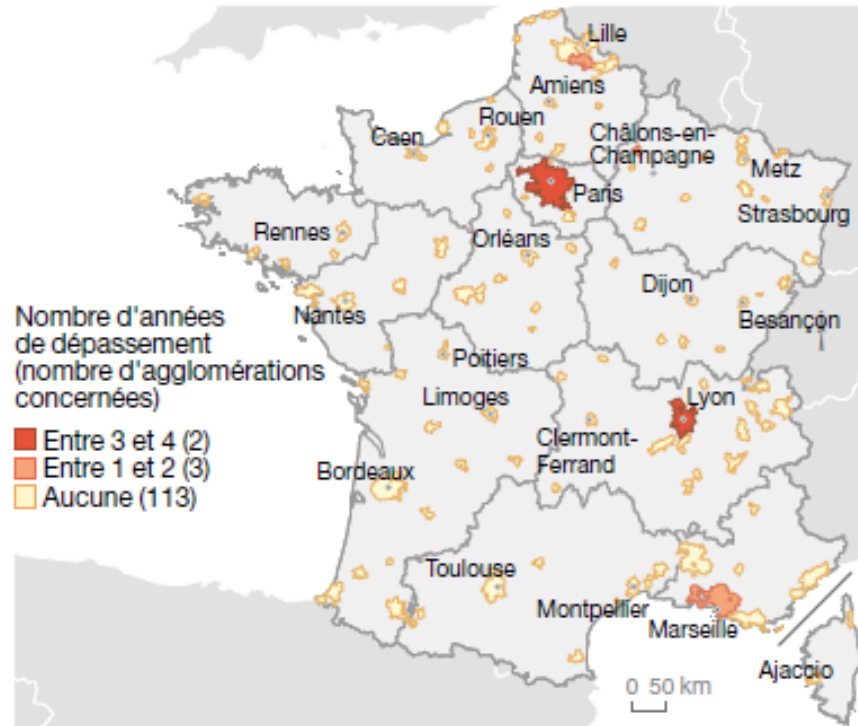 Lille
Amiens
Rouen
Caen
Châlons-en-
Champagne
Metz
Paris
Strasbourg
Rennes
Orléans
Dijon
Besançon
Nantes
Nombre d'années
de dépassement
(nombre d'agglomérations
concernées)
Entre 3 et 4 (2)
Entre 1 et 2 (3)
Aucune (113)
Poitiers
Limoges
Lyon
Clermont-
Ferrand
Bordeaux
Toulouse
Montpellier
Marseille
Ajaccio
0 50 km